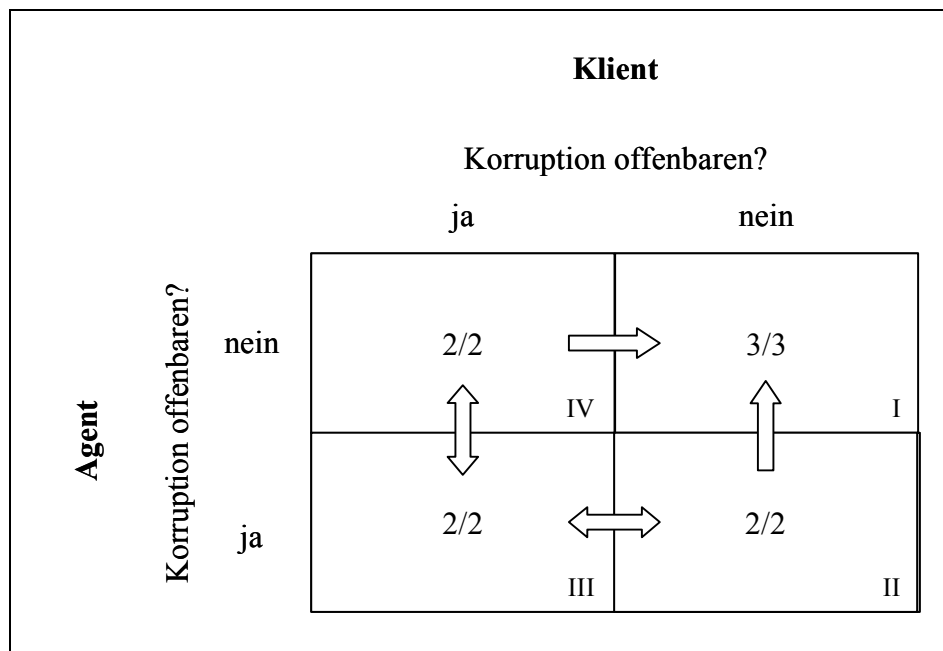 Klient
Korruption offenbaren?
ja nein
Agent
Korruption offenbaren?
nein 2/2 3/3
IV I
ja 2/2 2/2
III II